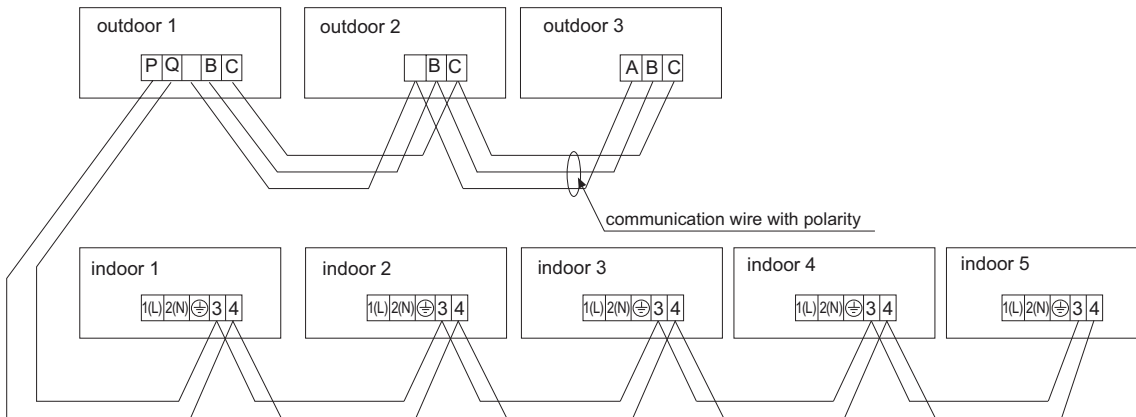 outdoor 1
P Q B C
outdoor 2
B C
outdoor 3
A B C
communication wire with polarity
indoor 1
1(L) 2(N) ⏚ 3 4
indoor 2
1(L) 2(N) ⏚ 3 4
indoor 3
1(L) 2(N) ⏚ 3 4
indoor 4
1(L) 2(N) ⏚ 3 4
indoor 5
1(L) 2(N) ⏚ 3 4